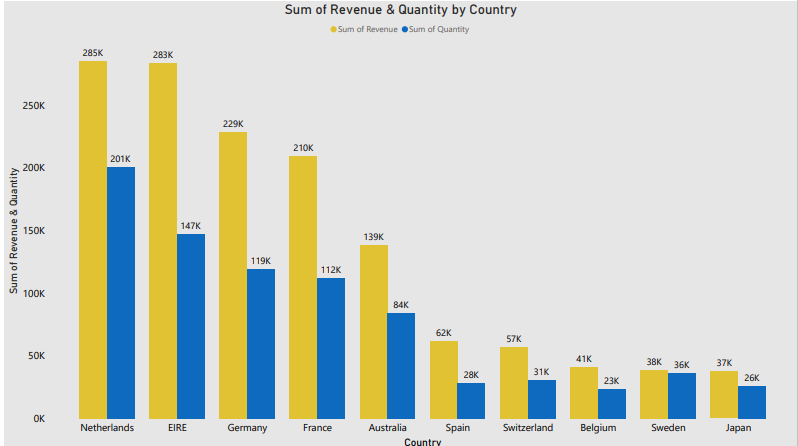 Sum of Revenue & Quantity by Country
Sum of Revenue Sum of Quantity
Sum of Revenue & Quantity
250K
200K
150K
100K
50K
0K
285K 201K
283K 147K
229K 119K
210K 112K
139K 84K
62K 28K
57K 31K
41K 23K
38K 36K
37K 26K
Netherlands EIRE Germany France Australia Spain Switzerland Belgium Sweden Japan
Country